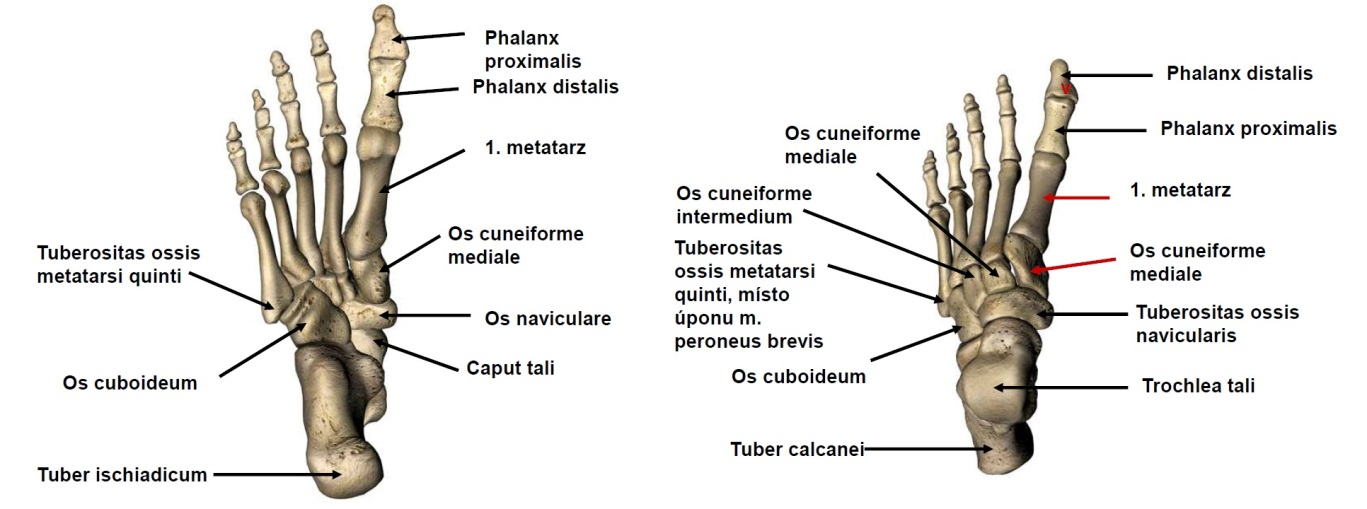 Phalanx
proximalis
Phalanx distalis
1. metatarz
Os cuneiforme
mediale
Tuberositas ossis
metatarsi quinti
Os naviculare
Caput tali
Os cuboideum
Tuber ischiadicum
Phalanx distalis
v
Phalanx proximalis
Os cuneiforme
mediale
1. metatarz
Os cuneiforme
intermedium
Tuberositas
ossis metatarsi
quinti, místo
úponu m.
peroneus brevis
Os cuneiforme
mediale
Tuberositas ossis
navicularis
Os cuboideum
Trochlea tali
Tuber calcanei